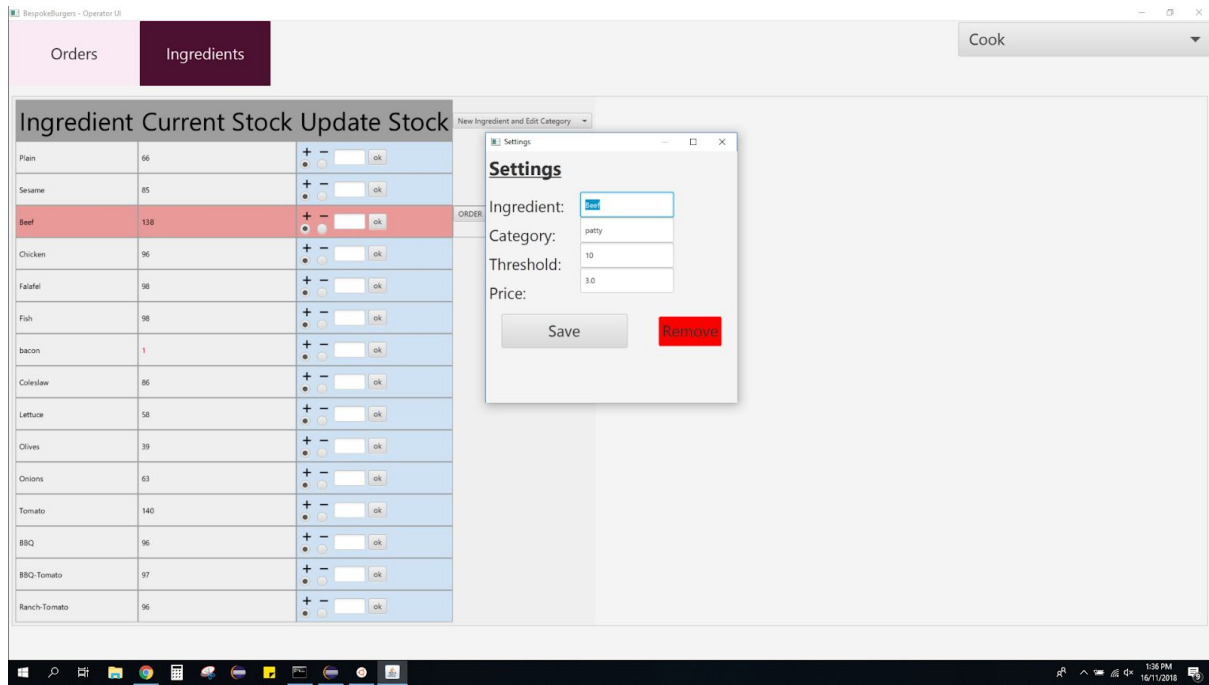 BespokeBurgers - Operator UI
Orders
Ingredients
Cook
Ingredient Current Stock Update Stock
New Ingredient and Edit Category
Plain 66 + − ok
Sesame 85 + − ok
Beef 138 + − ok ORDER
Chicken 96 + − ok
Falafel 98 + − ok
Fish 98 + − ok
bacon 1 + − ok
Coleslaw 86 + − ok
Lettuce 58 + − ok
Olives 39 + − ok
Onions 63 + − ok
Tomato 140 + − ok
BBQ 96 + − ok
BBQ-Tomato 97 + − ok
Ranch-Tomato 96 + − ok
Settings
Settings
Ingredient: Beef
Category: patty
Threshold: 10
Price: 3.0
Save
Remove
1:36 PM
16/11/2018